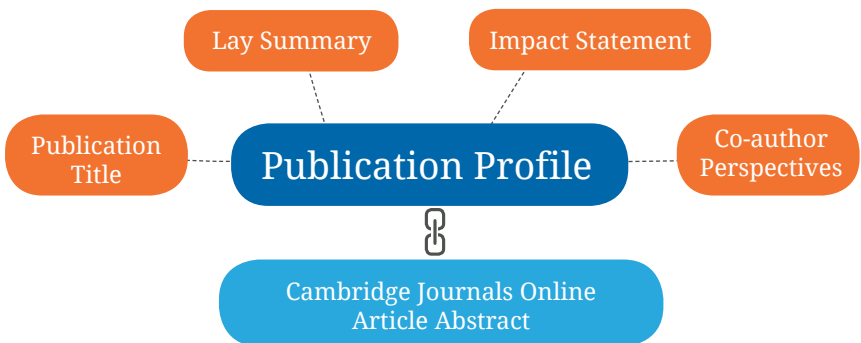 Lay Summary
Impact Statement
Publication
Title
Publication Profile
Co-author
Perspectives
Cambridge Journals Online
Article Abstract